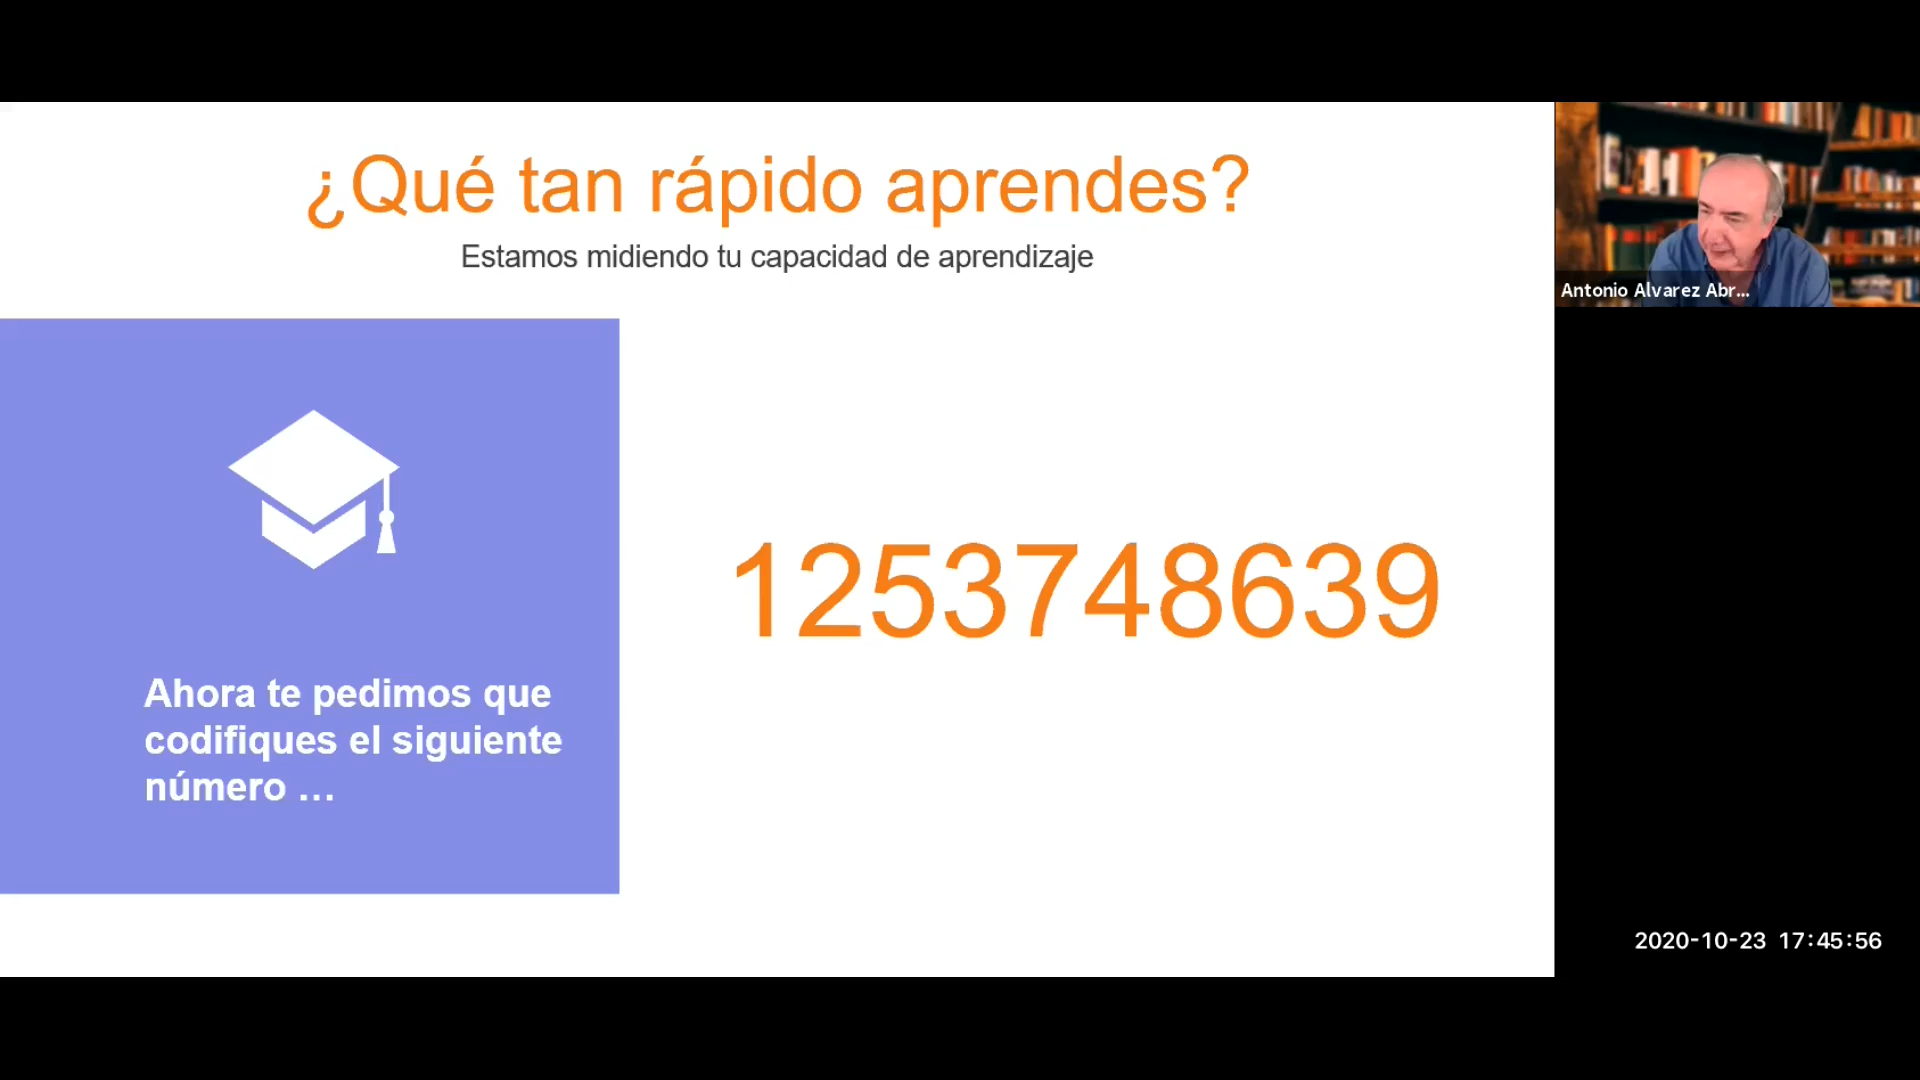 ¿Qué tan rápido aprendes?
Estamos midiendo tu capacidad de aprendizaje
Antonio Alvarez Abr...
1253748639
Ahora te pedimos que
codifiques el siguiente
número ...
2020-10-23 17:45:56